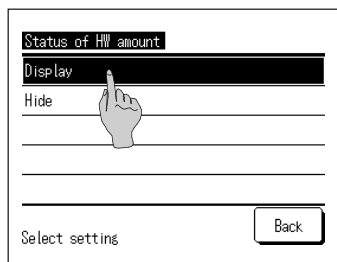 Status of HW amount
Display
Hide
Select setting
Back